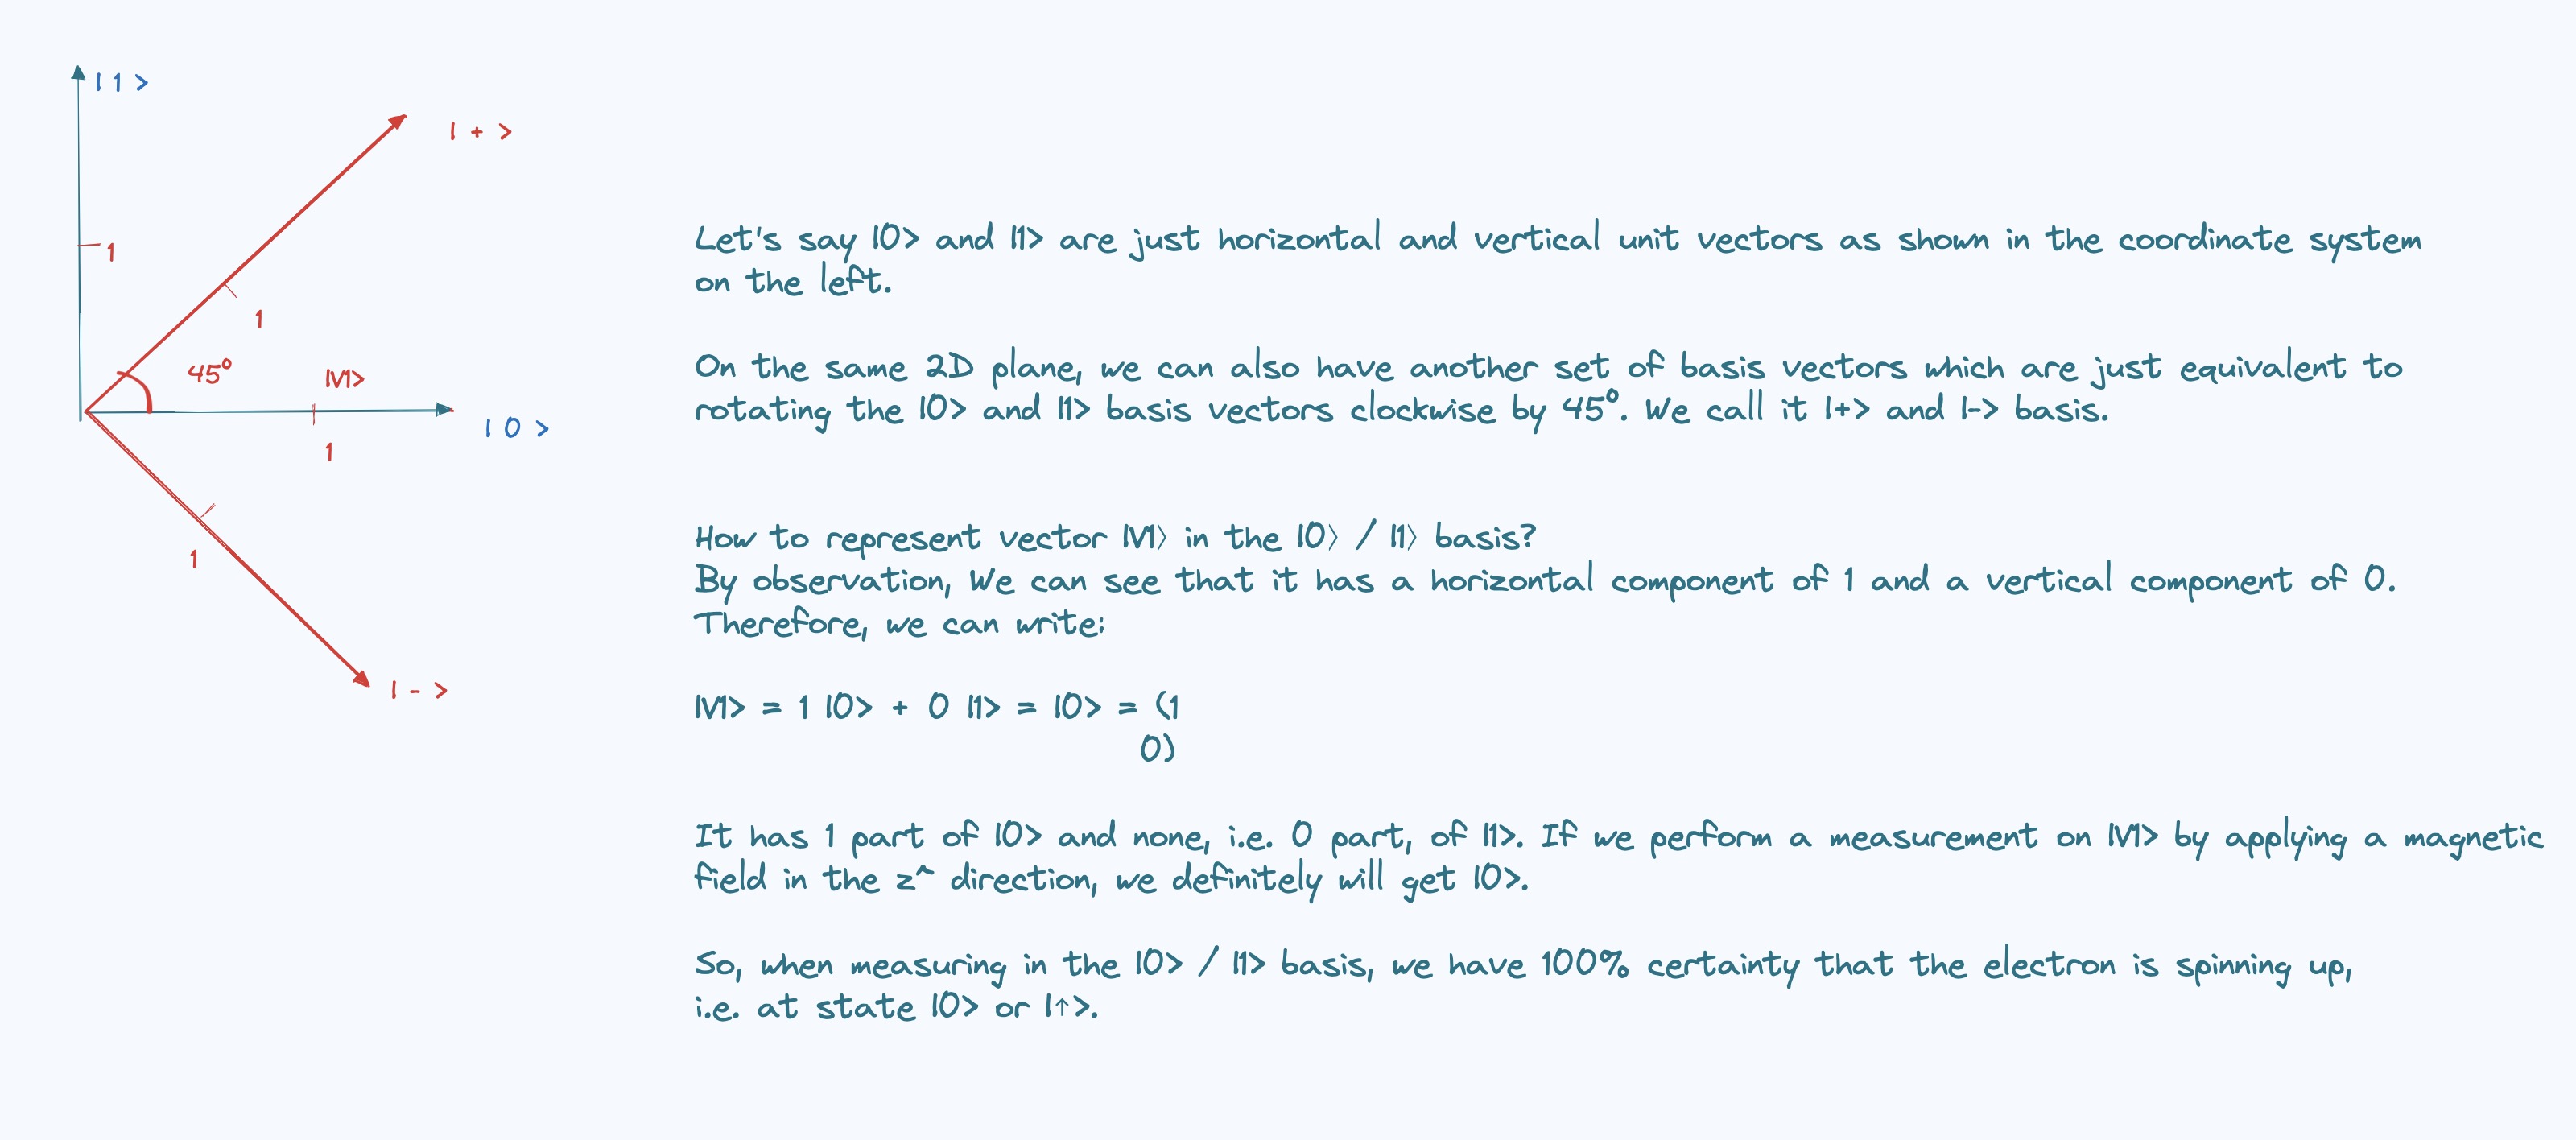 | 1 >
| + >
1
1
45°
|V1>
| 0 >
1
1
| - >
Let's say |0> and |1> are just horizontal and vertical unit vectors as shown in the coordinate system
on the left.
On the same 2D plane, we can also have another set of basis vectors which are just equivalent to
rotating the |0> and |1> basis vectors clockwise by 45°. We call it |+> and |-> basis.
How to represent vector |V1⟩ in the |0⟩ / |1⟩ basis?
By observation, We can see that it has a horizontal component of 1 and a vertical component of 0.
Therefore, we can write:
|V1> = 1 |0> + 0 |1> = |0> = (1
0)
It has 1 part of |0> and none, i.e. 0 part, of |1>. If we perform a measurement on |V1> by applying a magnetic
field in the z^ direction, we definitely will get |0>.
So, when measuring in the |0> / |1> basis, we have 100% certainty that the electron is spinning up,
i.e. at state |0> or |↑>.